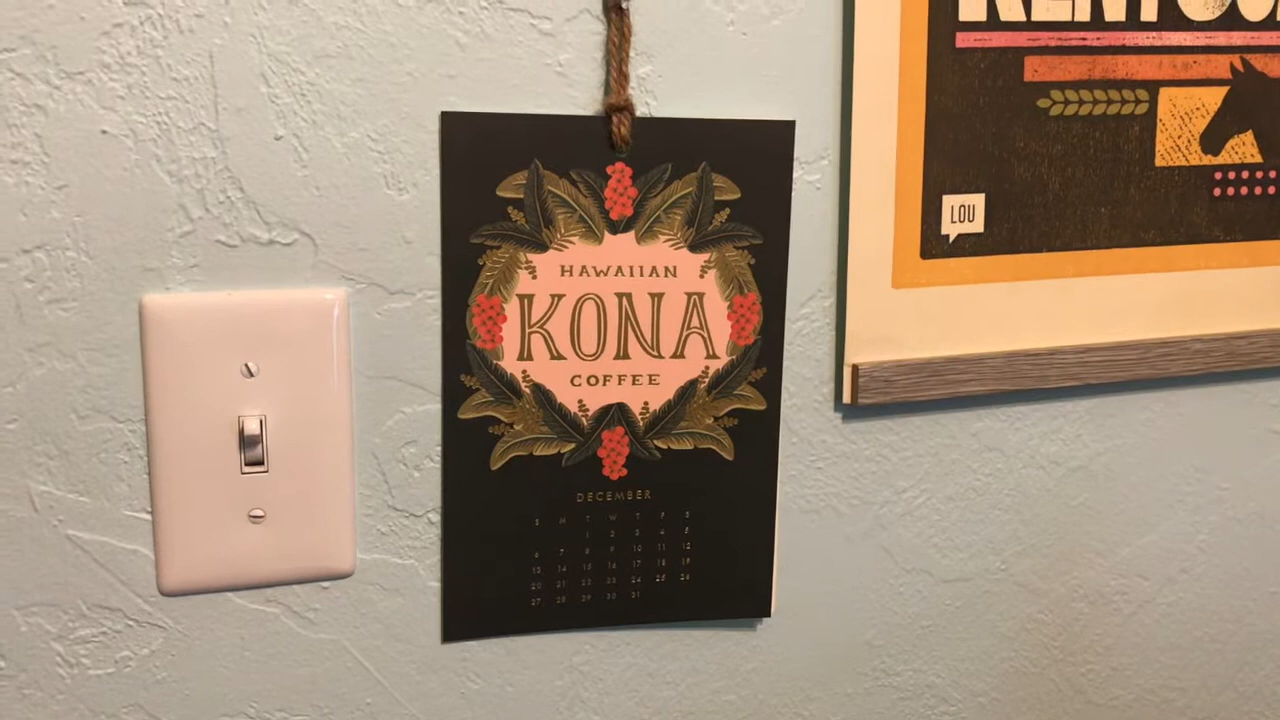 HAWAIIAN
KONA
COFFEE
DECEMBER
S M T W T F S
1 2 3 4 5
6 7 8 9 10 11 12
13 14 15 16 17 18 19
20 21 22 23 24 25 26
27 28 29 30 31
LOU